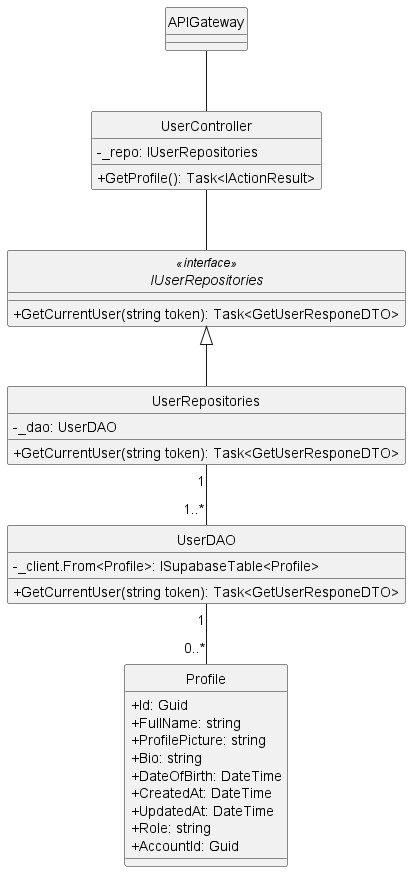 APIGateway
UserController
-_repo: IUserRepositories
+GetProfile(): Task<IActionResult>
«interface»
IUserRepositories
+GetCurrentUser(string token): Task<GetUserResponeDTO>
UserRepositories
-_dao: UserDAO
+GetCurrentUser(string token): Task<GetUserResponeDTO>
1
1..*
UserDAO
-_client.From<Profile>: ISupabaseTable<Profile>
+GetCurrentUser(string token): Task<GetUserResponeDTO>
1
0..*
Profile
+Id: Guid
+FullName: string
+ProfilePicture: string
+Bio: string
+DateOfBirth: DateTime
+CreatedAt: DateTime
+UpdatedAt: DateTime
+Role: string
+AccountId: Guid